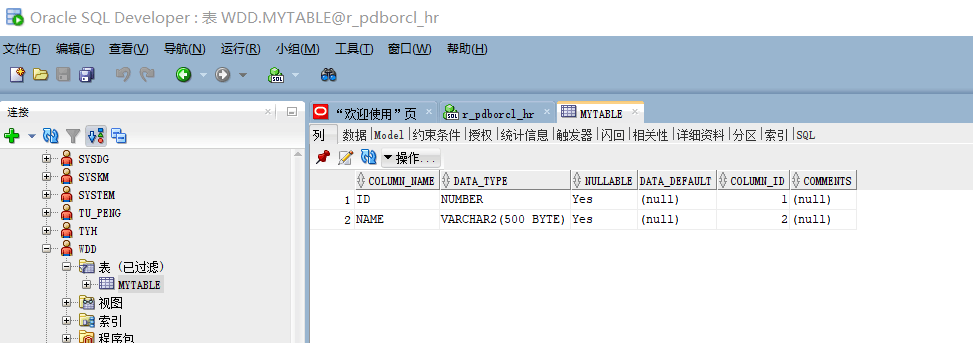 Oracle SQL Developer : 表 WDD.MYTABLE@r_pdborcl_hr
文件(F) 编辑(E) 查看(V) 导航(N) 运行(R) 小组(M) 工具(T) 窗口(W) 帮助(H)
SQL
连接
SYSDG
SYSKM
SYSTEM
TU_PENG
TYH
WDD
表 (已过滤)
MYTABLE
视图
索引
程序包
“欢迎使用”页 r_pdborcl_hr MYTABLE
列 数据 Model 约束条件 授权 统计信息 触发器 闪回 相关性 详细资料 分区 索引 SQL
操作...
COLUMN_NAME DATA_TYPE NULLABLE DATA_DEFAULT COLUMN_ID COMMENTS
1 ID NUMBER Yes (null) 1 (null)
2 NAME VARCHAR2(500 BYTE) Yes (null) 2 (null)